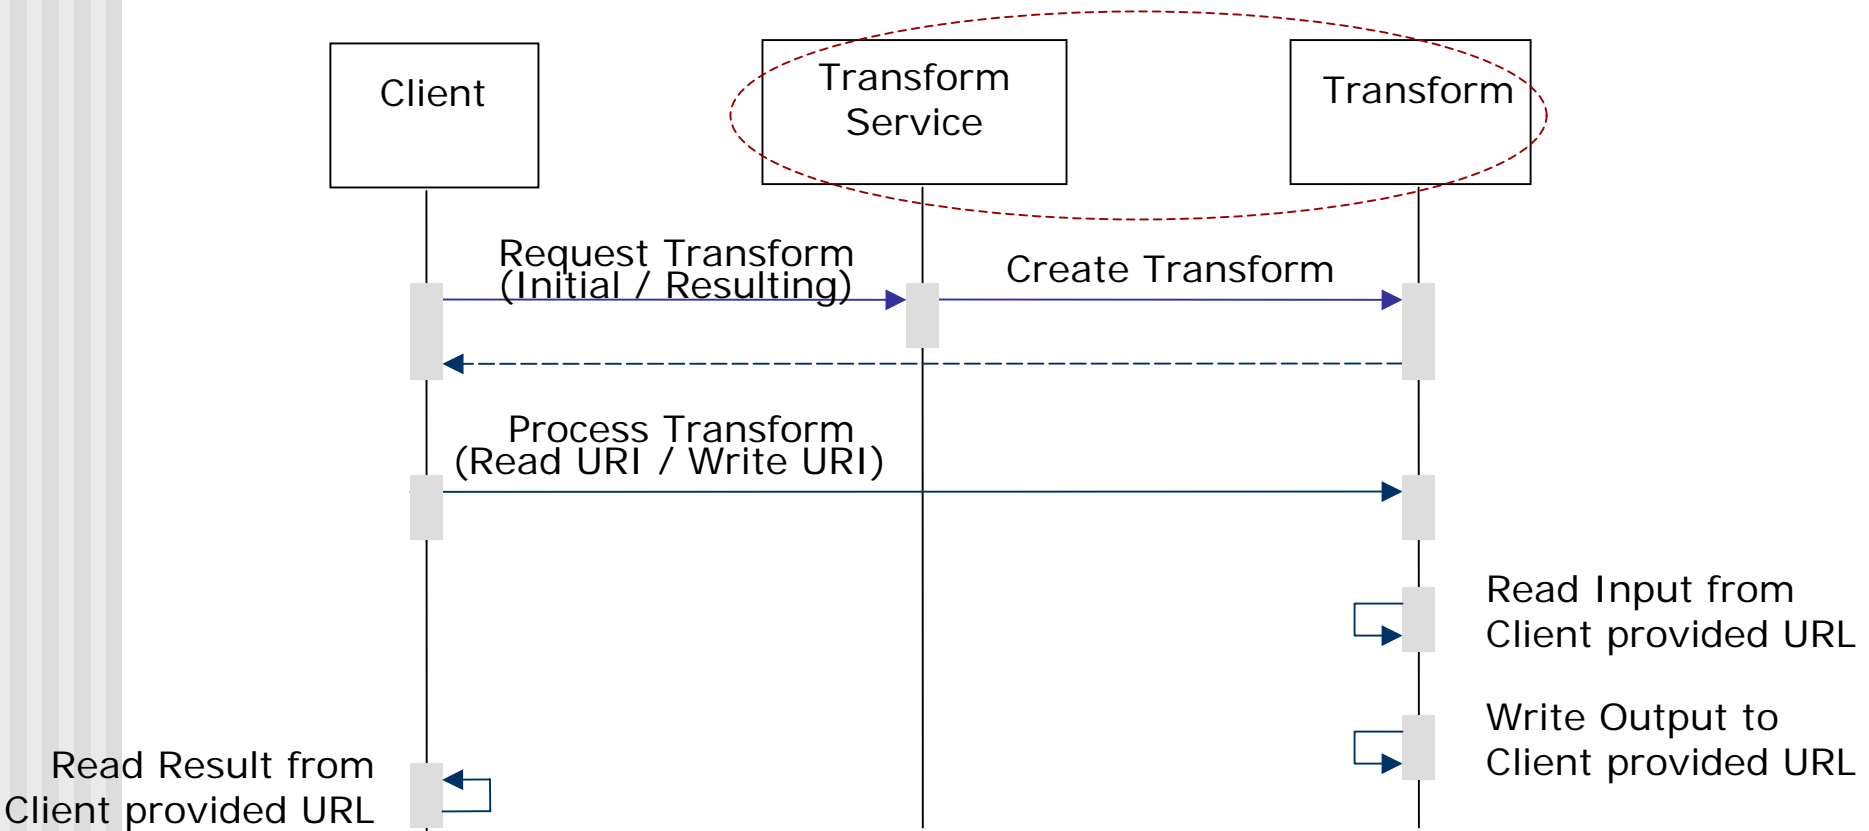 Client
Transform
Service
Transform
Request Transform
(Initial / Resulting)
Create Transform
Process Transform
(Read URI / Write URI)
Read Input from
Client provided URL
Write Output to
Client provided URL
Read Result from
Client provided URL